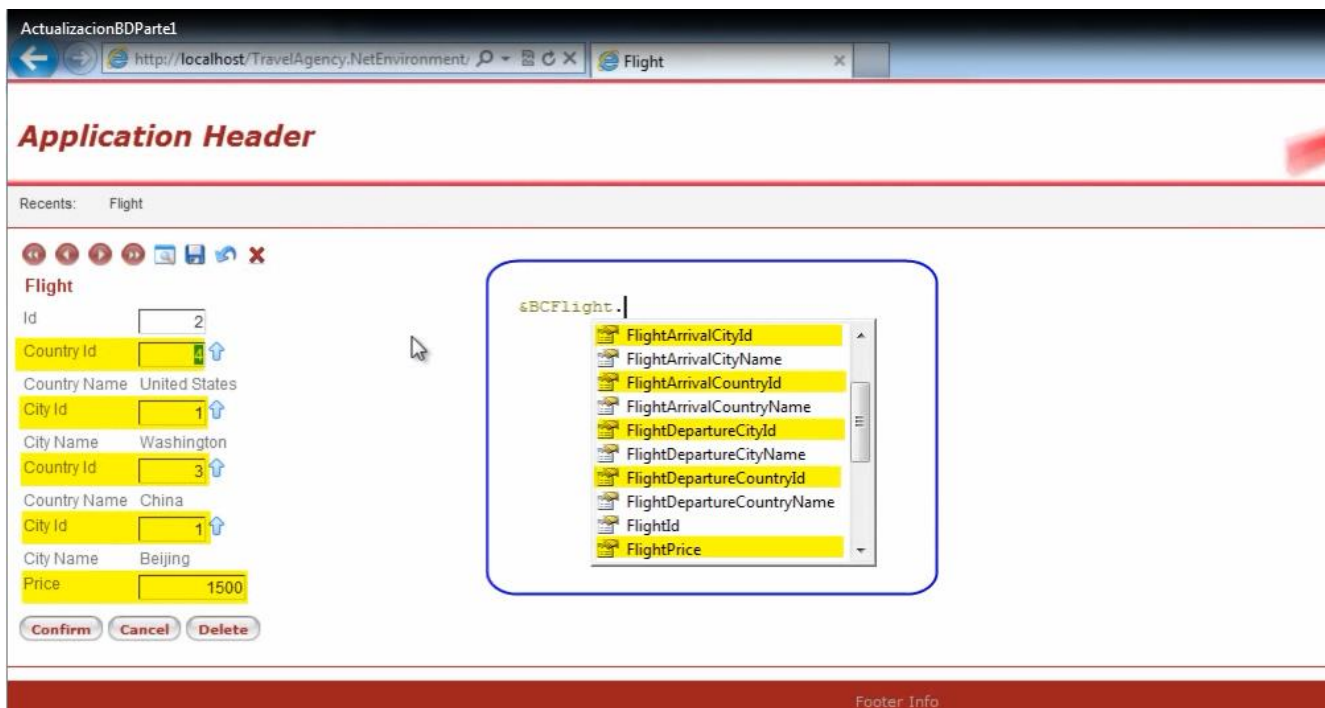 ActualizacionBDParte1
http://localhost/TravelAgency.NetEnvironment/
Flight
Application Header
Recents: Flight
Flight
Id 2
Country Id 4
Country Name United States
City Id 1
City Name Washington
Country Id 3
Country Name China
City Id 1
City Name Beijing
Price 1500
Confirm Cancel Delete
&BCFlight.
FlightArrivalCityId
FlightArrivalCityName
FlightArrivalCountryId
FlightArrivalCountryName
FlightDepartureCityId
FlightDepartureCityName
FlightDepartureCountryId
FlightDepartureCountryName
FlightId
FlightPrice
Footer Info